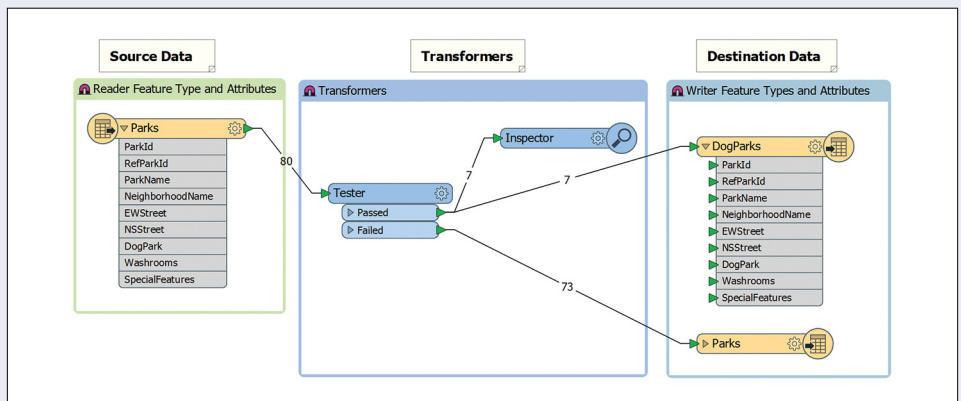 Source Data
Transformers
Destination Data
Reader Feature Type and Attributes
Transformers
Writer Feature Types and Attributes
Parks
ParkId
RefParkId
ParkName
NeighborhoodName
EWStreet
NSStreet
DogPark
Washrooms
SpecialFeatures
80
Tester
Passed
Failed
Inspector
7
7
73
DogParks
ParkId
RefParkId
ParkName
NeighborhoodName
EWStreet
NSStreet
DogPark
Washrooms
SpecialFeatures
Parks